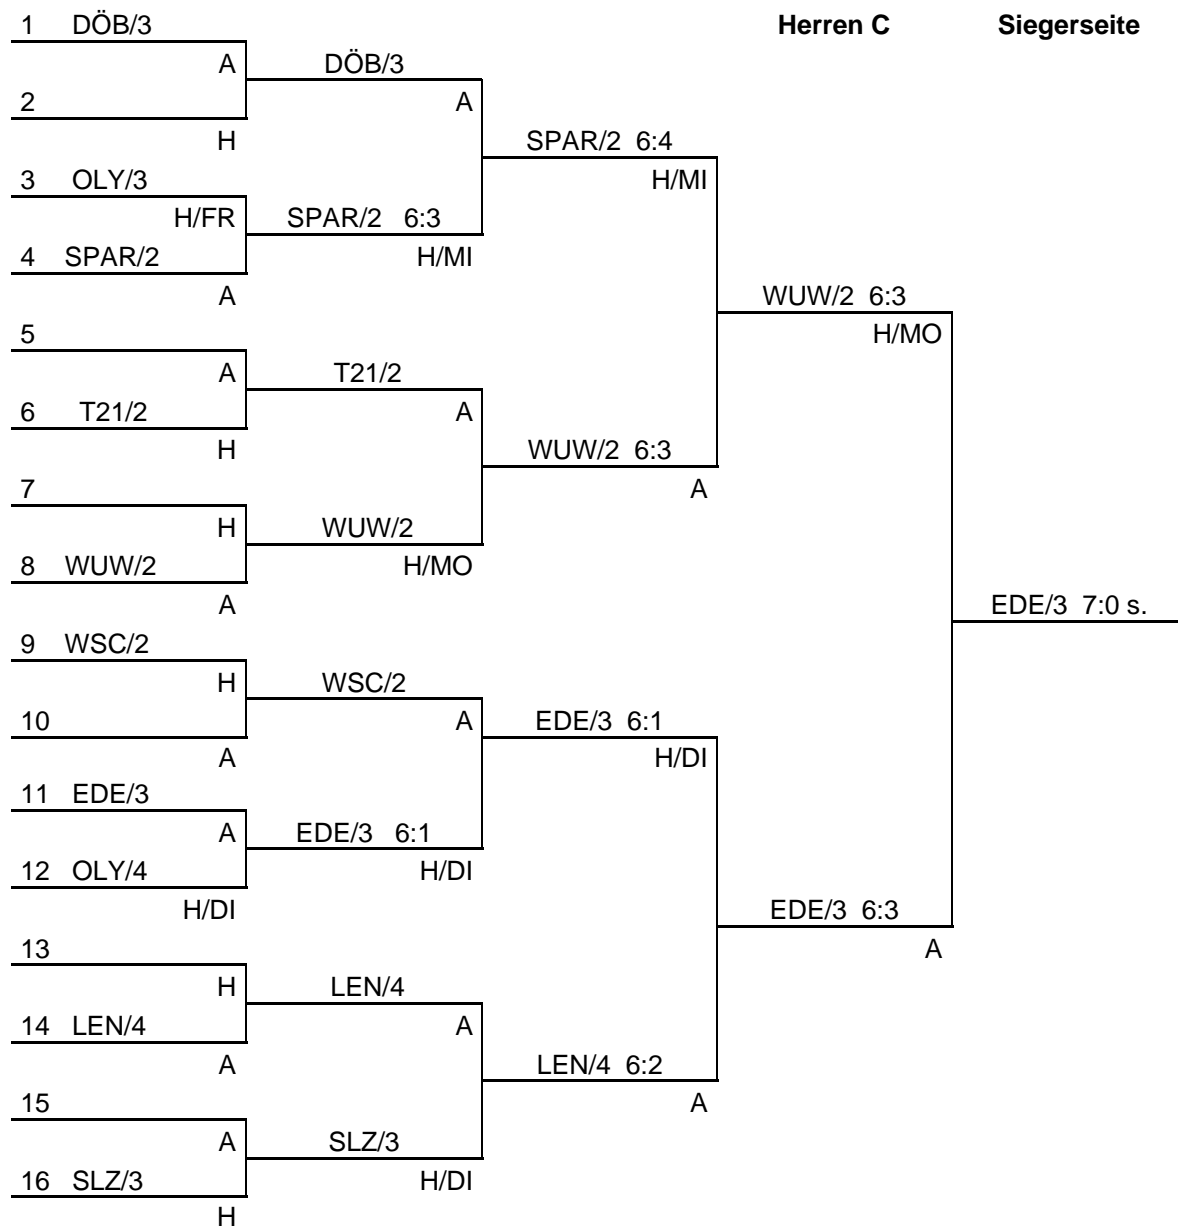 1 DÖB/3 Herren C Siegerseite
A DÖB/3
2 A
H SPAR/2 6:4
3 OLY/3 H/MI
H/FR SPAR/2 6:3
4 SPAR/2 H/MI
A WUW/2 6:3
5 H/MO
A T21/2
6 T21/2 A
H WUW/2 6:3
7 A
H WUW/2
8 WUW/2 H/MO
A EDE/3 7:0 s.
9 WSC/2
H WSC/2
10 A EDE/3 6:1
A H/DI
11 EDE/3
A EDE/3 6:1
12 OLY/4 H/DI
H/DI EDE/3 6:3
13 A
H LEN/4
14 LEN/4 A
A LEN/4 6:2
15 A
A SLZ/3
16 SLZ/3 H/DI
H